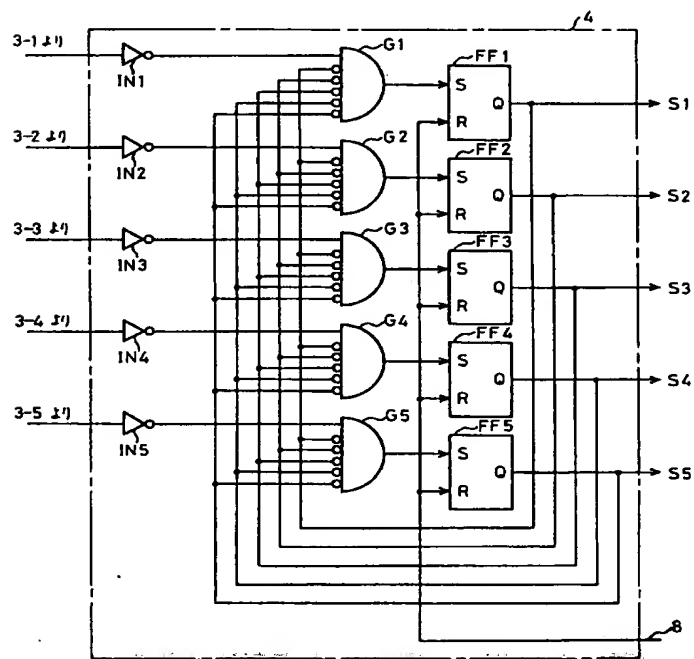 4
3-1 より
IN1
G1
FF1
S
Q
R
S1
3-2 より
IN2
G2
FF2
S
Q
R
S2
3-3 より
IN3
G3
FF3
S
Q
R
S3
3-4 より
IN4
G4
FF4
S
Q
R
S4
3-5 より
IN5
G5
FF5
S
Q
R
S5
8